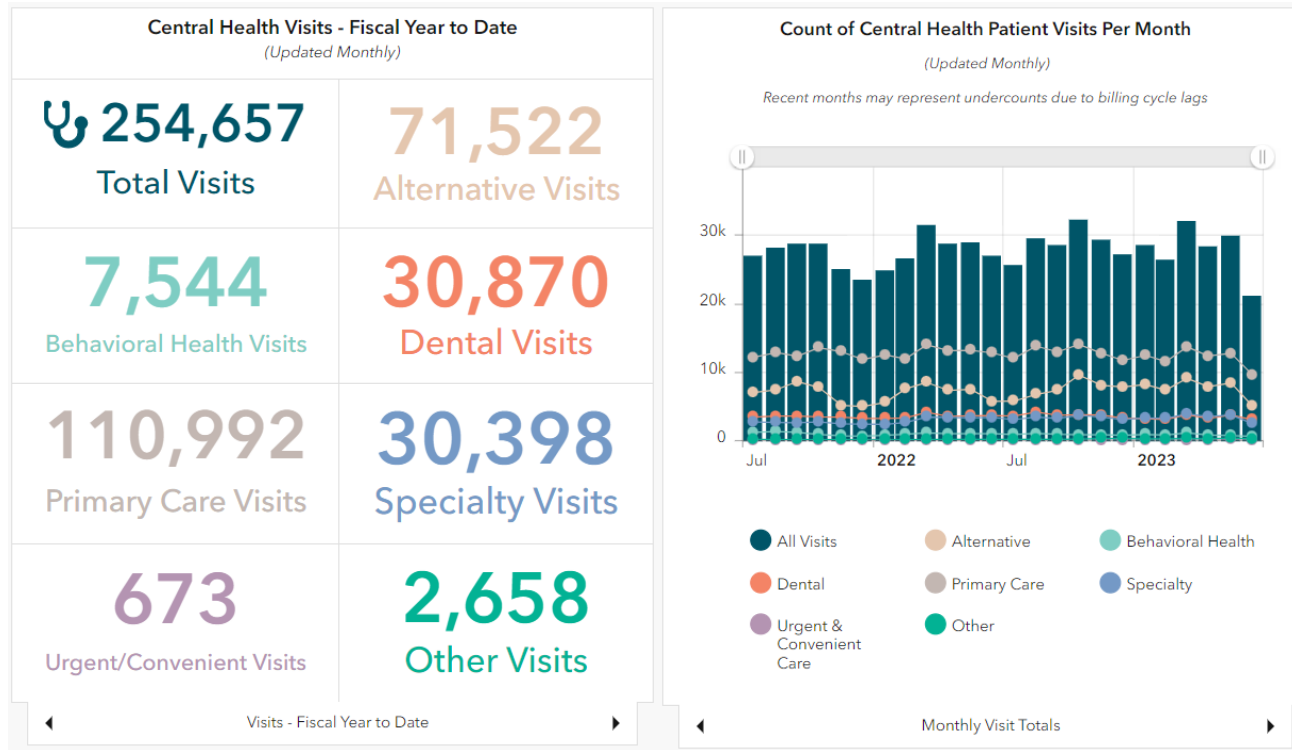 Central Health Visits - Fiscal Year to Date
(Updated Monthly)
254,657
Total Visits
71,522
Alternative Visits
7,544
Behavioral Health Visits
30,870
Dental Visits
110,992
Primary Care Visits
30,398
Specialty Visits
673
Urgent/Convenient Visits
2,658
Other Visits
Visits - Fiscal Year to Date
Count of Central Health Patient Visits Per Month
(Updated Monthly)
Recent months may represent undercounts due to billing cycle lags
30k
20k
10k
0
Jul 2022 Jul 2023
All Visits
Alternative
Behavioral Health
Dental
Primary Care
Specialty
Urgent &
Convenient
Care
Other
Monthly Visit Totals